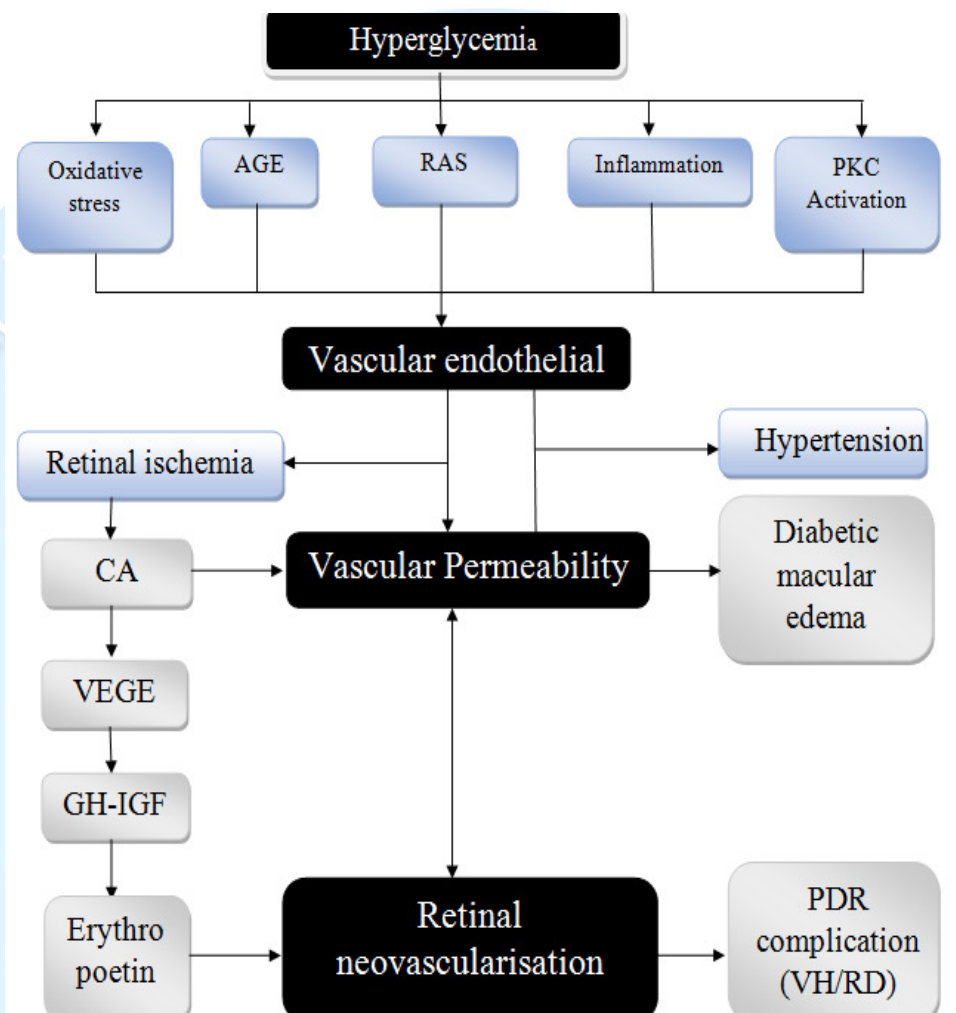 Hyperglycemia
Oxidative
stress
AGE
RAS
Inflammation
PKC
Activation
Vascular endothelial
Retinal ischemia
Hypertension
CA
Vascular Permeability
Diabetic
macular
edema
VEGE
GH-IGF
Erythro
poetin
Retinal
neovascularisation
PDR
complication
(VH/RD)